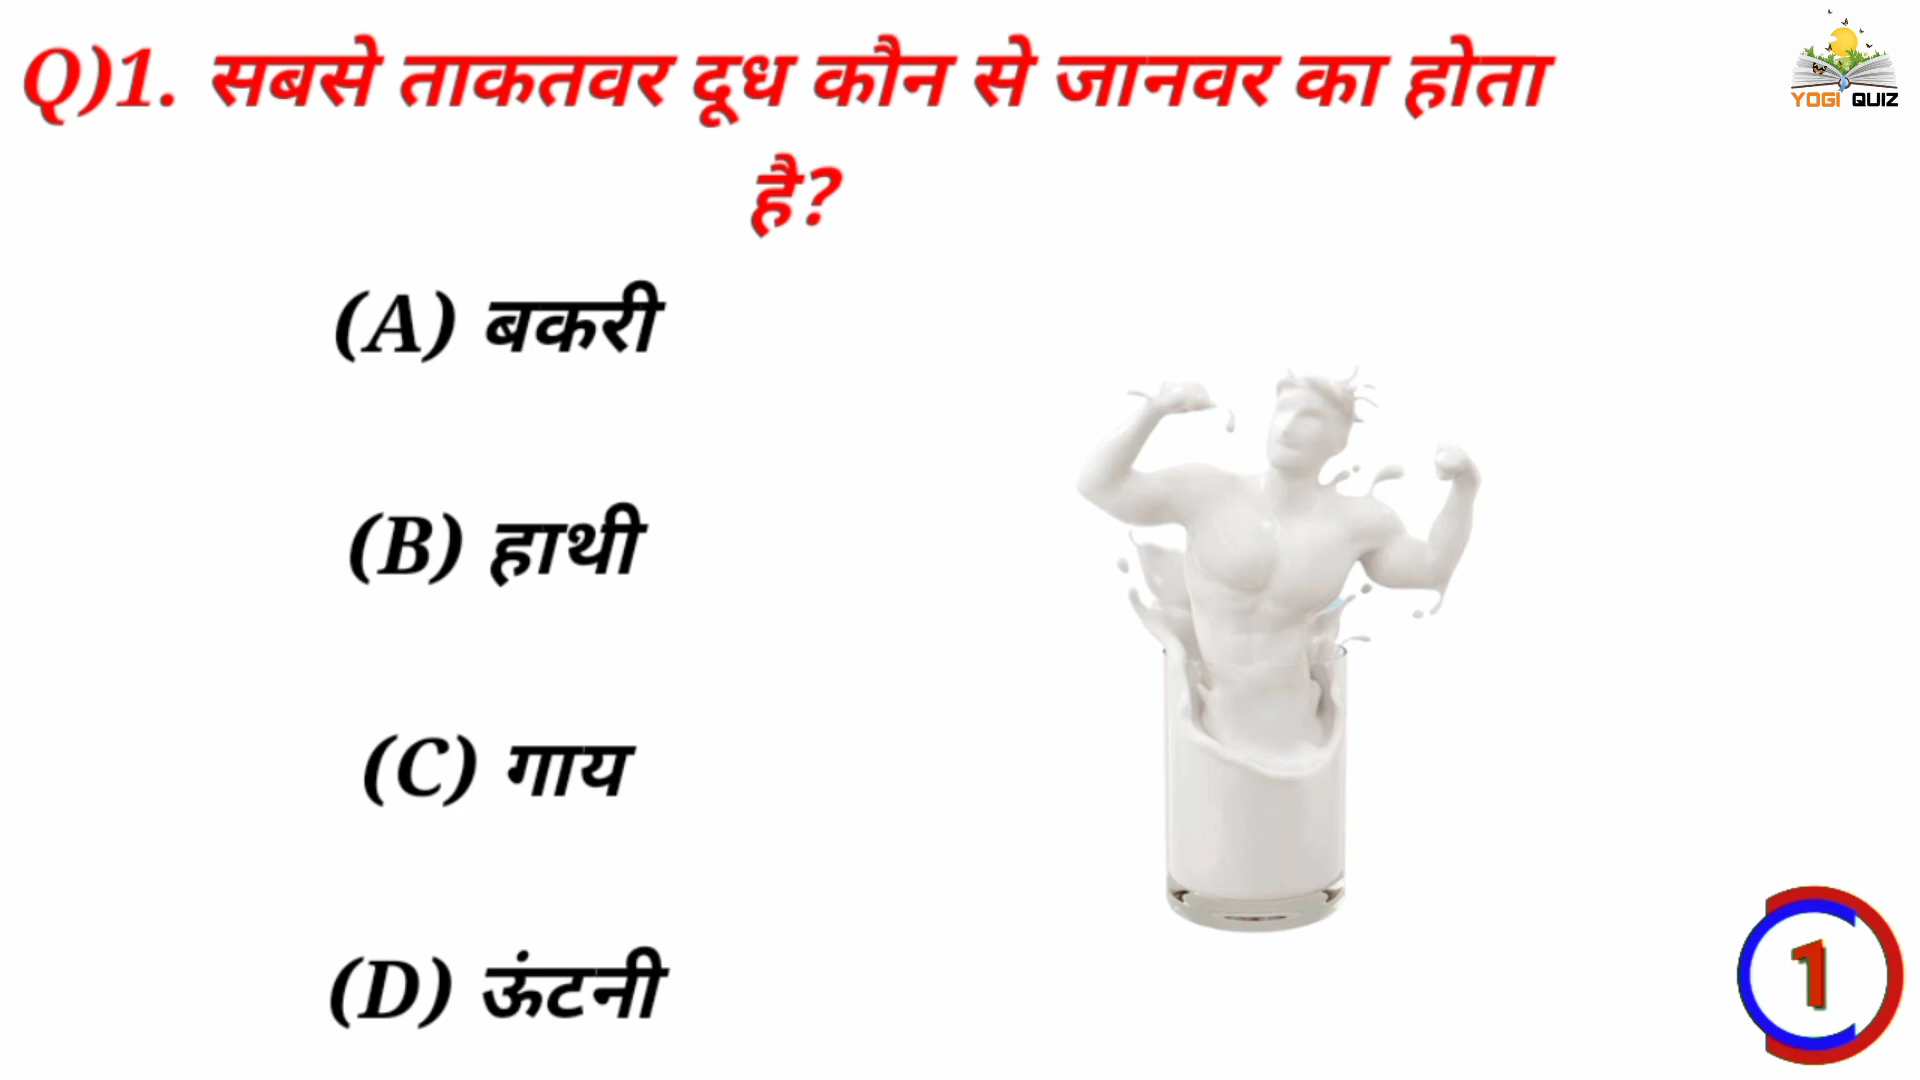 Q)1. सबसे ताकतवर दूध कौन से जानवर का होता
है?
YOGI QUIZ
(A) बकरी
(B) हाथी
(C) गाय
(D) ऊंटनी
1